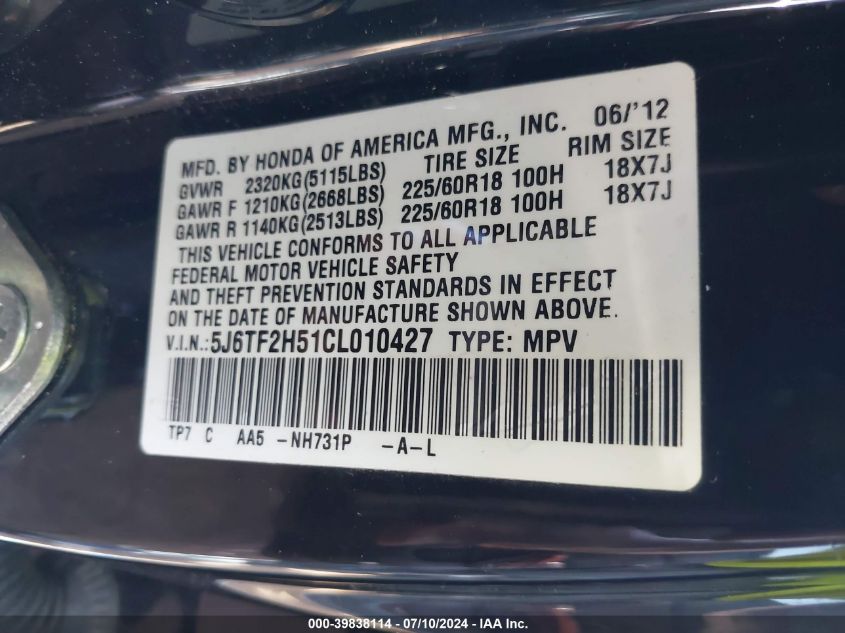 MFD. BY HONDA OF AMERICA MFG., INC. 06/'12
GVWR 2320KG(5115LBS) TIRE SIZE RIM SIZE
GAWR F 1210KG(2668LBS) 225/60R18 100H 18X7J
GAWR R 1140KG(2513LBS) 225/60R18 100H 18X7J
THIS VEHICLE CONFORMS TO ALL APPLICABLE
FEDERAL MOTOR VEHICLE SAFETY
AND THEFT PREVENTION STANDARDS IN EFFECT
ON THE DATE OF MANUFACTURE SHOWN ABOVE.
V.I.N.: 5J6TF2H51CL010427 TYPE: MPV
TP7 C AA5 -NH731P -A-L
000-39838114 - 07/10/2024 - IAA Inc.